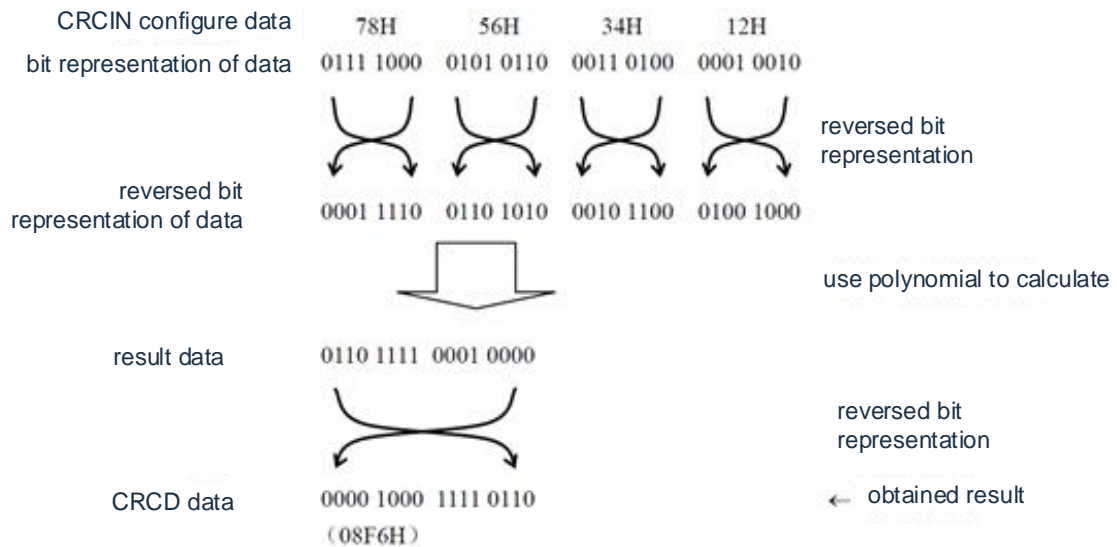 CRCIN configure data 78H 56H 34H 12H
bit representation of data 0111 1000 0101 0110 0011 0100 0001 0010
reversed bit
representation
reversed bit
representation of data 0001 1110 0110 1010 0010 1100 0100 1000
use polynomial to calculate
result data 0110 1111 0001 0000
reversed bit
representation
CRCD data 0000 1000 1111 0110 ← obtained result
(08F6H)